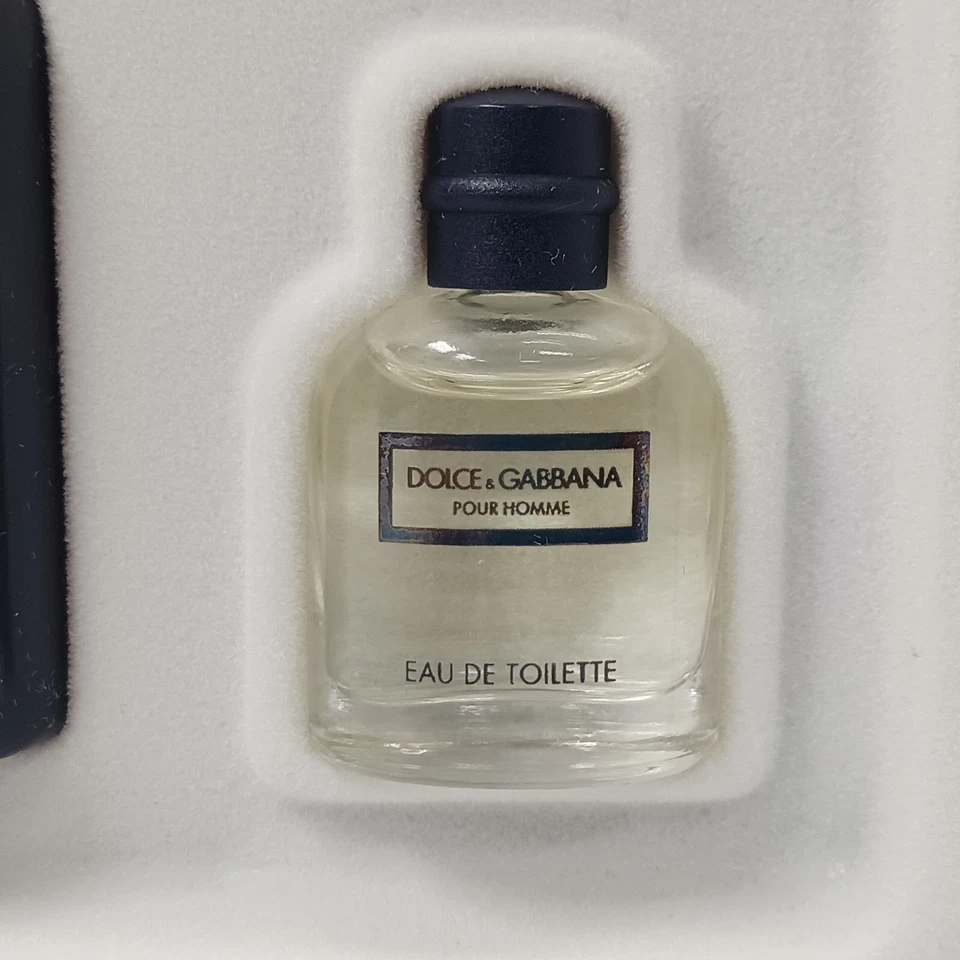 DOLCE & GABBANA
POUR HOMME
EAU DE TOILETTE